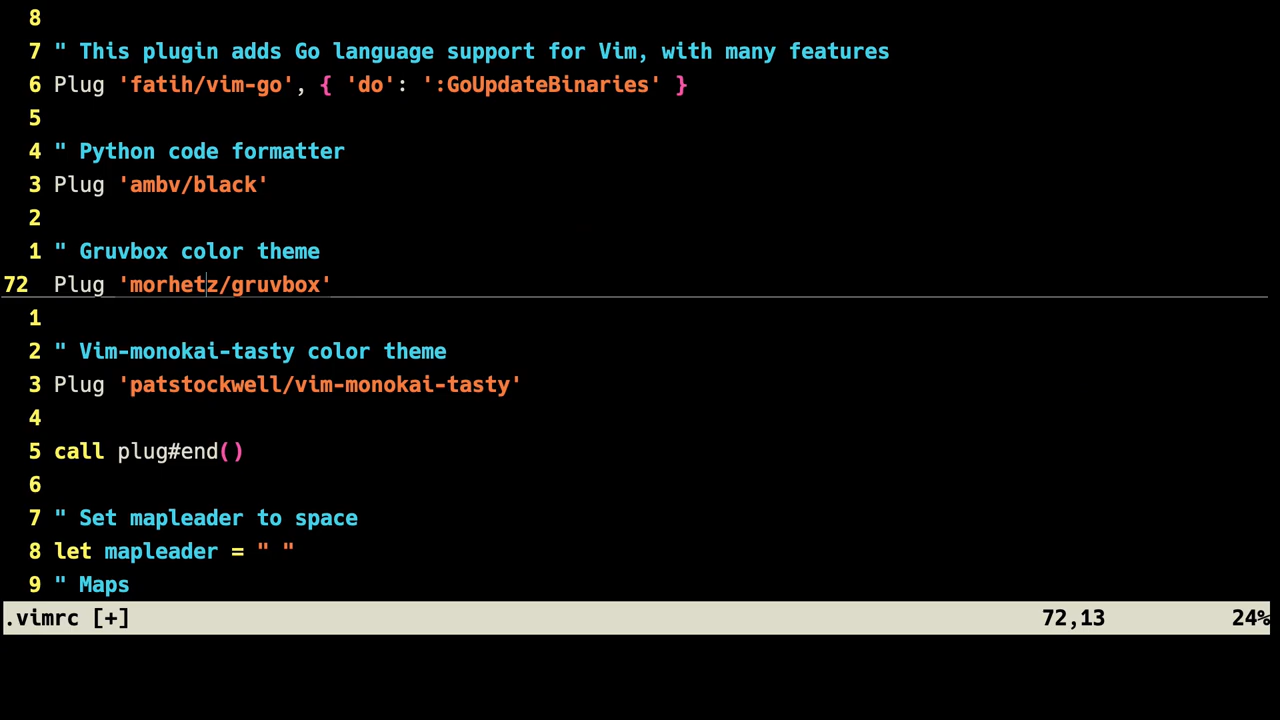 8
7 " This plugin adds Go language support for Vim, with many features
6 Plug 'fatih/vim-go', { 'do': ':GoUpdateBinaries' }
5
4 " Python code formatter
3 Plug 'ambv/black'
2
1 " Gruvbox color theme
72 Plug 'morhetz/gruvbox'
1
2 " Vim-monokai-tasty color theme
3 Plug 'patstockwell/vim-monokai-tasty'
4
5 call plug#end()
6
7 " Set mapleader to space
8 let mapleader = " "
9 " Maps
.vimrc [+] 72,13 24%